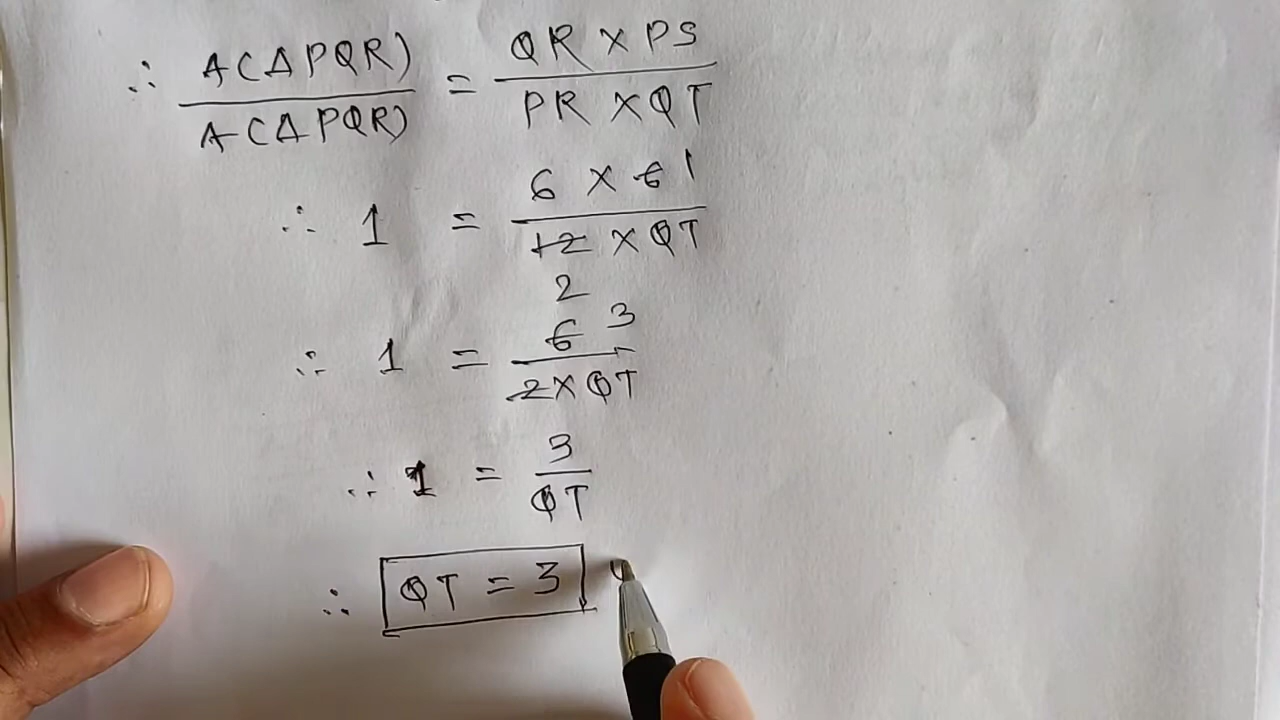 ∴ A(ΔPQR) / A(ΔPQR) = QR × PS / PR × QT
∴ 1 = 6 × 6 1 / 12 × QT
2
∴ 1 = 6 3 / 2 × QT
∴ 1 = 3 / QT
∴ QT = 3